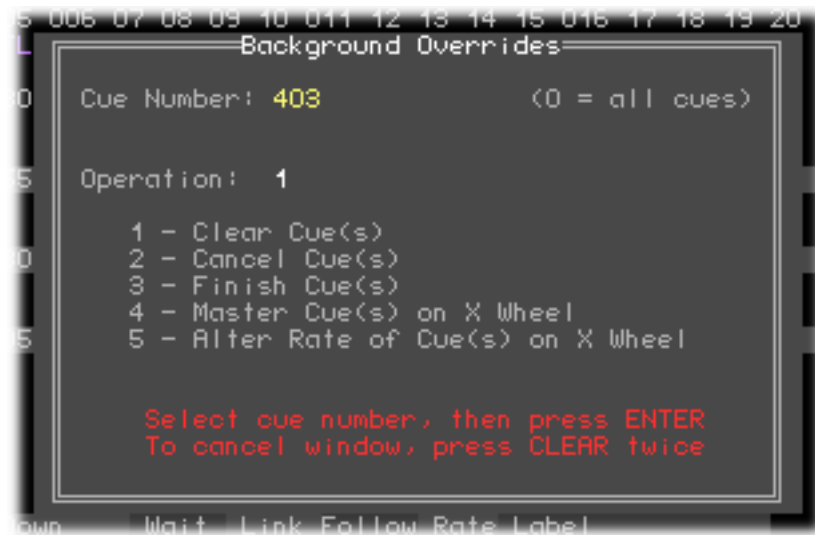 5 006 07 08 09 10 011 12 13 14 15 016 17 18 19 20
Background Overrides
Cue Number: 403 (0 = all cues)
Operation: 1
1 - Clear Cue(s)
2 - Cancel Cue(s)
3 - Finish Cue(s)
4 - Master Cue(s) on X Wheel
5 - Alter Rate of Cue(s) on X Wheel
Select cue number, then press ENTER
To cancel window, press CLEAR twice
Wait Link Follow Rate Label